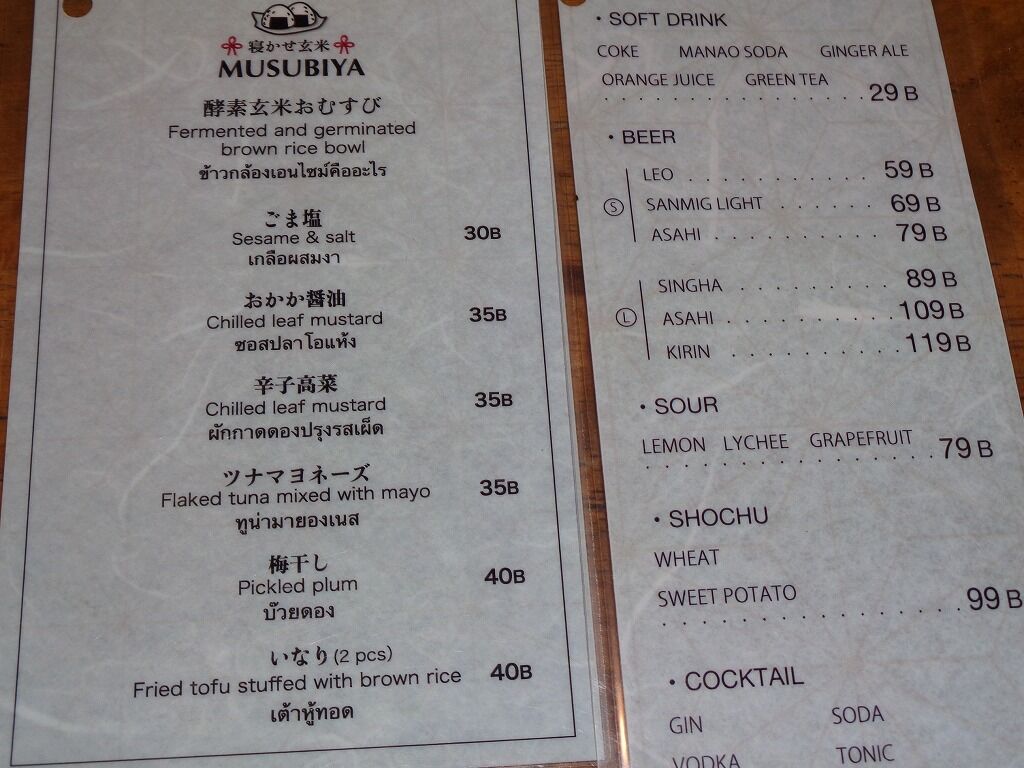 寝かせ玄米
MUSUBIYA
酵素玄米おむすび
Fermented and germinated
brown rice bowl
ข้าวกล้องเอนไซม์คืออะไร
ごま塩
Sesame & salt 30B
เกลือผสมงา
おかか醤油
Chilled leaf mustard 35B
ซอสปลาโอแห้ง
辛子高菜
Chilled leaf mustard 35B
ผักกาดดองปรุงรสเผ็ด
ツナマヨネーズ
Flaked tuna mixed with mayo 35B
ทูน่ามายองเนส
梅干し
Pickled plum 40B
บ๊วยดอง
いなり(2 pcs)
Fried tofu stuffed with brown rice 40B
เต้าหู้ทอด
・SOFT DRINK
COKE MANAO SODA GINGER ALE
ORANGE JUICE GREEN TEA
. . . . . . . . . . . . . . . . . . 29 B
・BEER
LEO . . . . . . . . . . . 59 B
Ⓢ SANMIG LIGHT . . . . . . 69 B
ASAHI . . . . . . . . . . 79 B
SINGHA . . . . . . . . . 89 B
Ⓛ ASAHI . . . . . . . . . . 109 B
KIRIN . . . . . . . . . . 119 B
・SOUR
LEMON LYCHEE GRAPEFRUIT
. . . . . . . . . . . . . . . . . . 79 B
・SHOCHU
WHEAT
SWEET POTATO
. . . . . . . . . . . . . . . . . . 99 B
・COCKTAIL
GIN SODA
VODKA TONIC